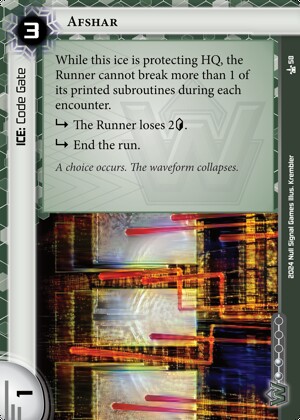 3
AFSHAR
ICE: Code Gate
While this ice is protecting HQ, the
Runner cannot break more than 1 of
its printed subroutines during each
encounter.
The Runner loses 2.
End the run.
A choice occurs. The waveform collapses.
50
2024 Null Signal Games Illus. Krembler
1